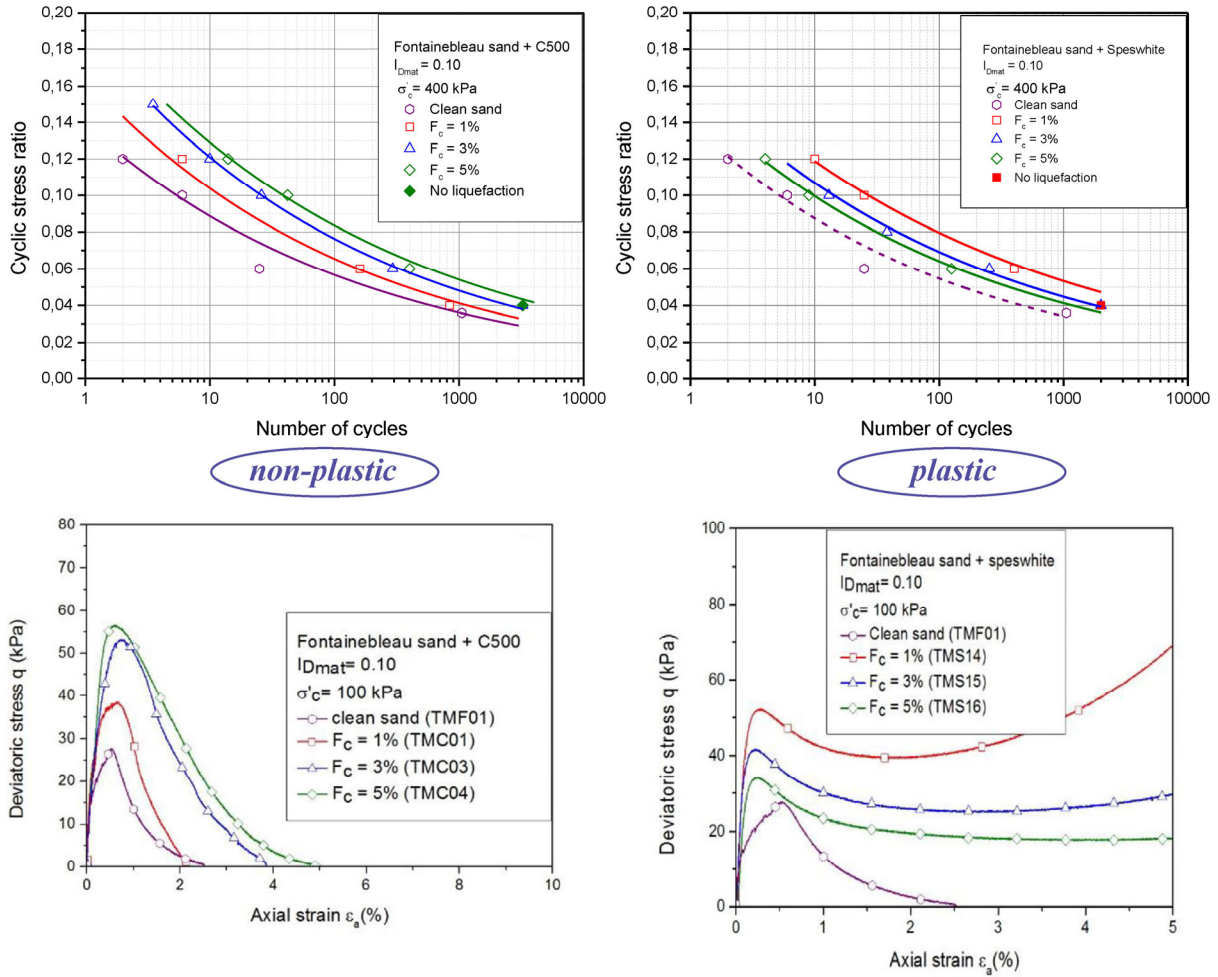 0,20
0,18
0,16
0,14
0,12
0,10
0,08
0,06
0,04
0,02
0,00
1
10
100
1000
10000
Cyclic stress ratio
Number of cycles
Fontainebleau sand + C500
I_Dmat = 0.10
σ'_c = 400 kPa
Clean sand
F_c = 1%
F_c = 3%
F_c = 5%
No liquefaction
0,20
0,18
0,16
0,14
0,12
0,10
0,08
0,06
0,04
0,02
0,00
1
10
100
1000
10000
Cyclic stress ratio
Number of cycles
Fontainebleau sand + Speswhite
I_Dmat = 0.10
σ'_c = 400 kPa
Clean sand
F_c = 1%
F_c = 3%
F_c = 5%
No liquefaction
non-plastic
plastic
80
70
60
50
40
30
20
10
0
0
2
4
6
8
10
Deviatoric stress q (kPa)
Axial strain ε_a(%)
Fontainebleau sand + C500
I_Dmat = 0.10
σ'c = 100 kPa
clean sand (TMF01)
Fc = 1% (TMC01)
Fc = 3% (TMC03)
Fc = 5% (TMC04)
100
80
60
40
20
0
0
1
2
3
4
5
Deviatoric stress q (kPa)
Axial strain ε_a(%)
Fontainebleau sand + speswhite
I_Dmat = 0.10
σ'c = 100 kPa
Clean sand (TMF01)
Fc = 1% (TMS14)
Fc = 3% (TMS15)
Fc = 5% (TMS16)